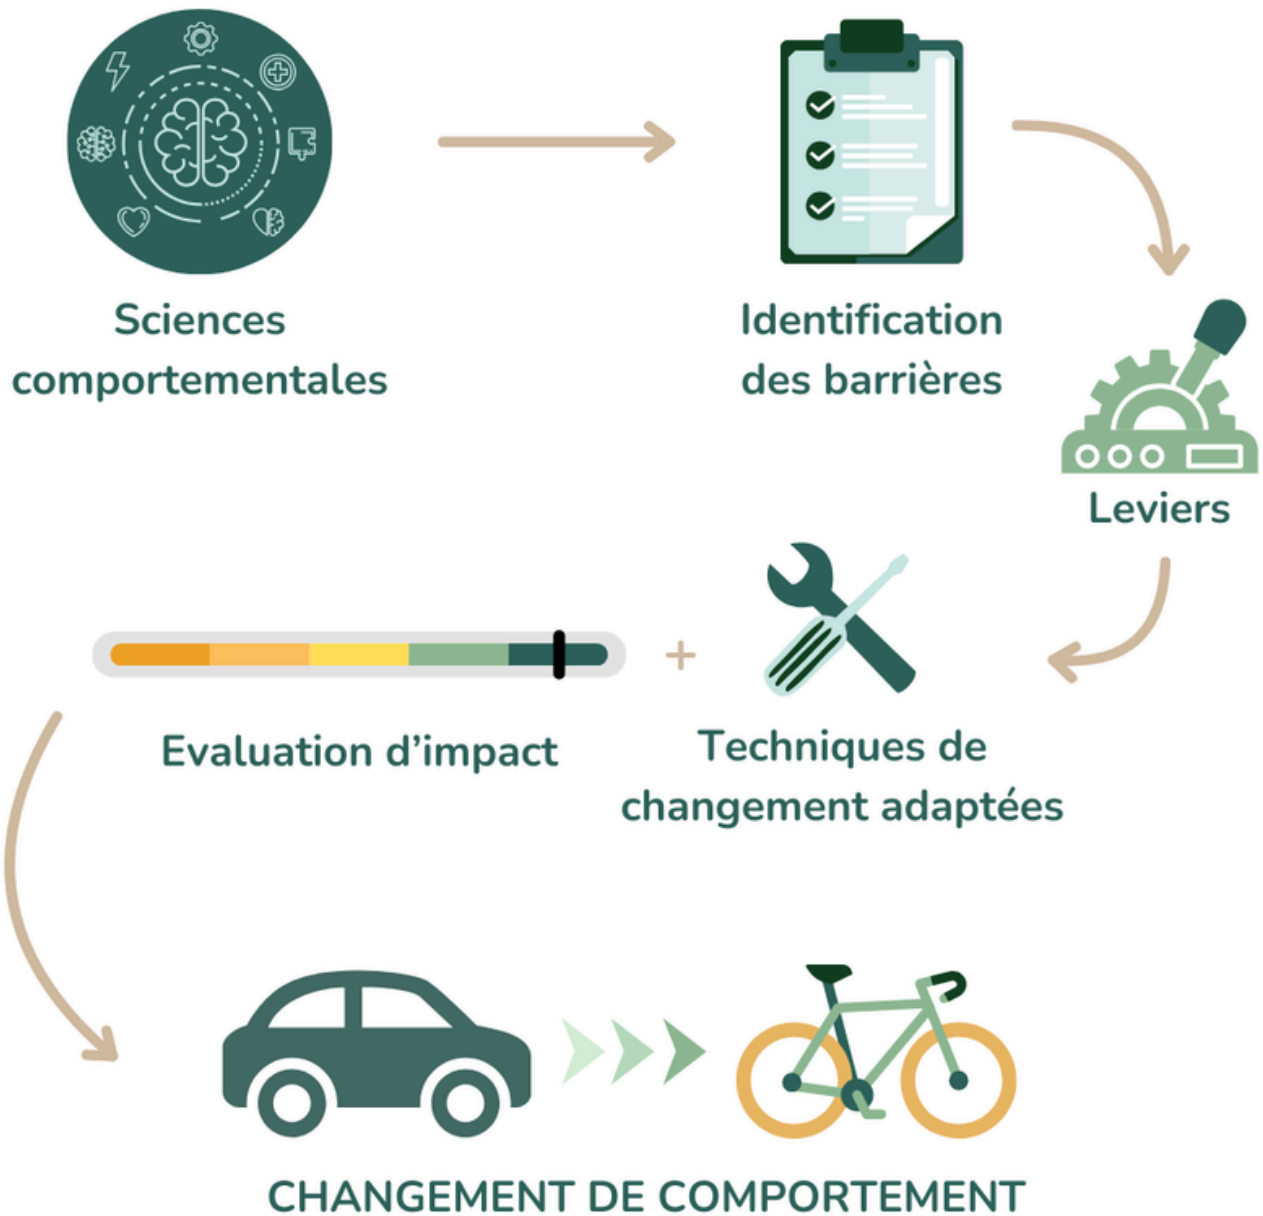 Sciences
comportementales
Identification
des barrières
Leviers
Techniques de
changement adaptées
+
Evaluation d’impact
CHANGEMENT DE COMPORTEMENT